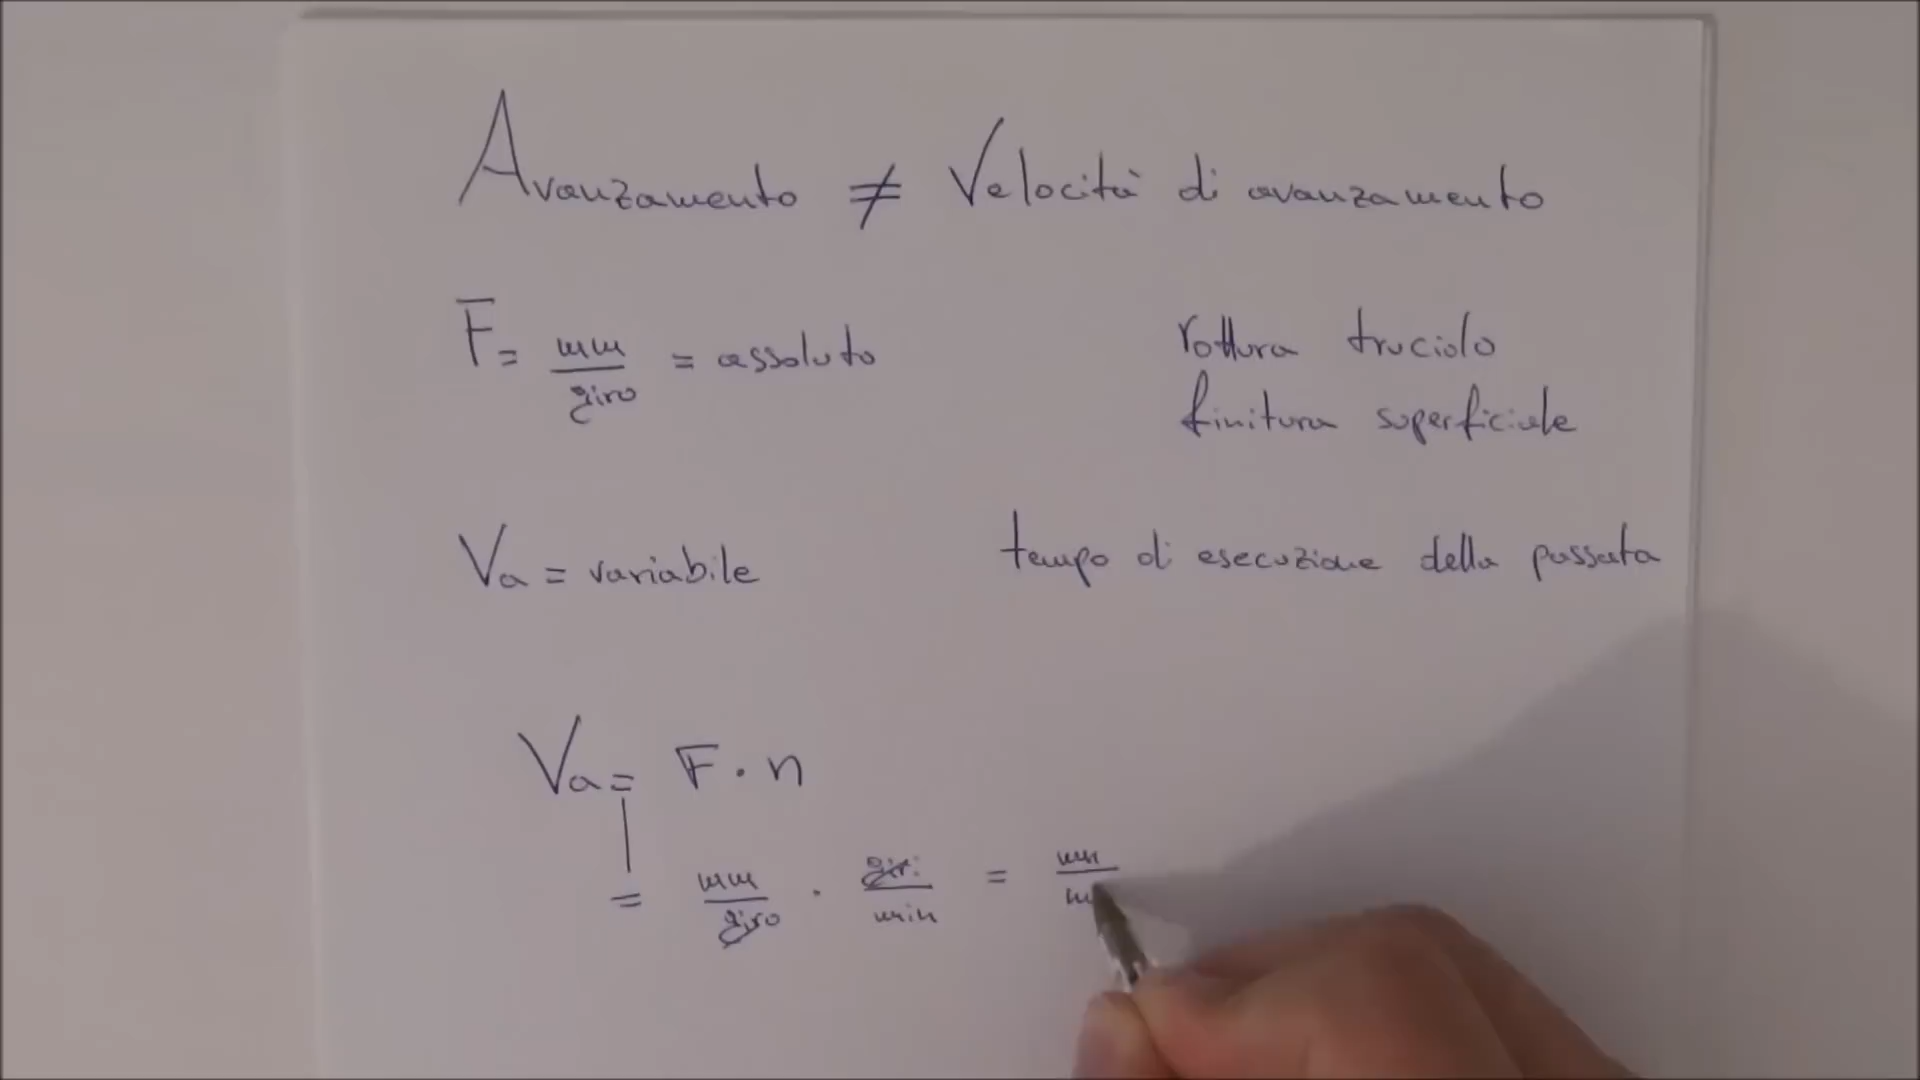 Avanzamento ≠ Velocità di avanzamento
F = mm/giro = assoluto
rottura truciolo
finitura superficiale
Va = variabile
tempo di esecuzione della passata
Va = F · n
= mm/giro · giri/min = mm/m